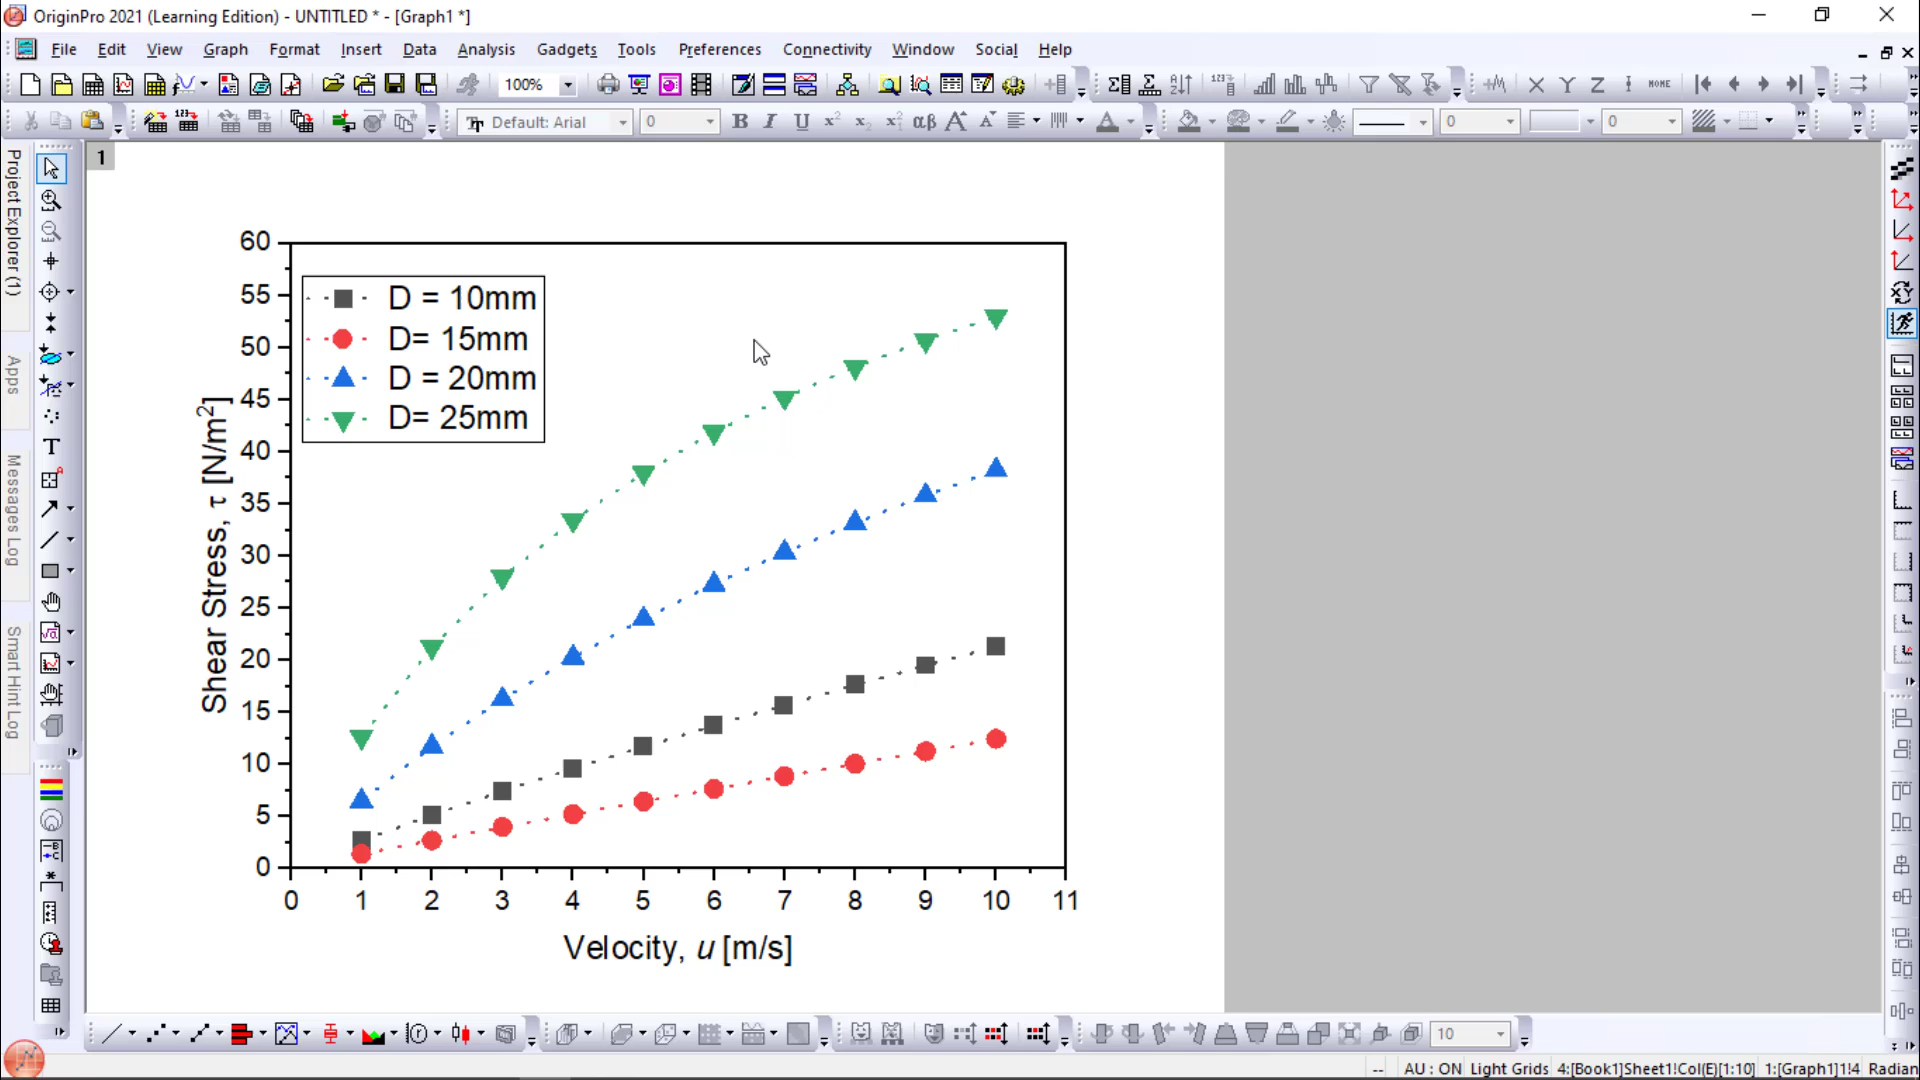 OriginPro 2021 (Learning Edition) - UNTITLED * - [Graph1 *]
File Edit View Graph Format Insert Data Analysis Gadgets Tools Preferences Connectivity Window Social Help
100%
X Y Z HOME
Default: Arial 0 B I U αβ A A 0 0
Project Explorer (1)
Apps
Messages Log
Smart Hint Log
1
60
55
50
45
40
35
30
25
20
15
10
5
0
D = 10mm
D= 15mm
D = 20mm
D= 25mm
Shear Stress, τ [N/m²]
0 1 2 3 4 5 6 7 8 9 10 11
Velocity, u [m/s]
10
-- AU : ON Light Grids 4:[Book1]Sheet1!Col(E)[1:10] 1:[Graph1]1!4 Radian